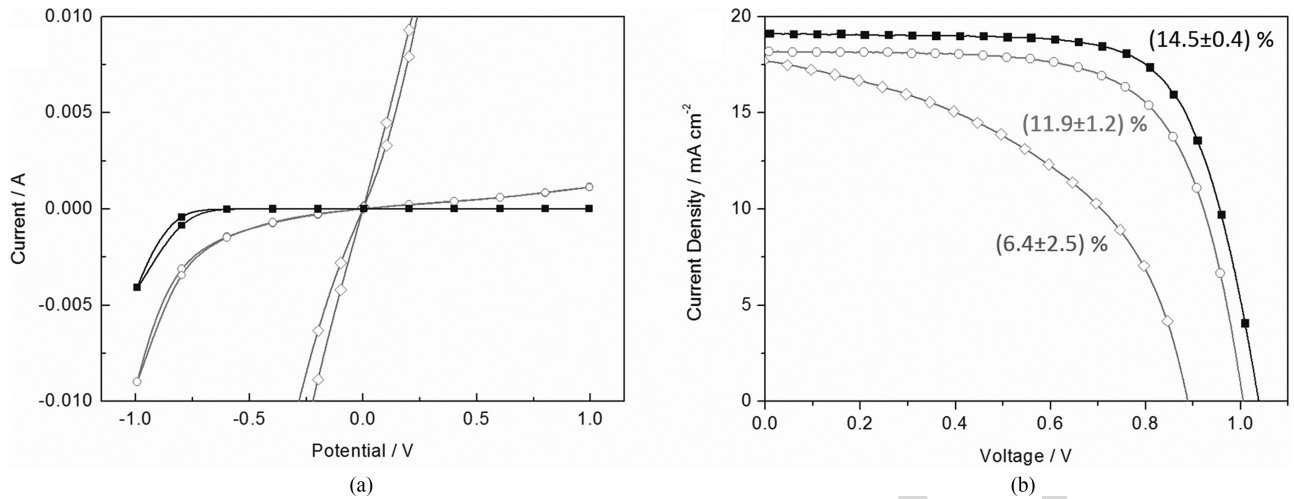 0.010
0.005
0.000
-0.005
-0.010
Current / A
-1.0 -0.5 0.0 0.5 1.0
Potential / V
(a)
20
15
10
5
0
Current Density / mA cm⁻²
(14.5±0.4) %
(11.9±1.2) %
(6.4±2.5) %
0.0 0.2 0.4 0.6 0.8 1.0
Voltage / V
(b)